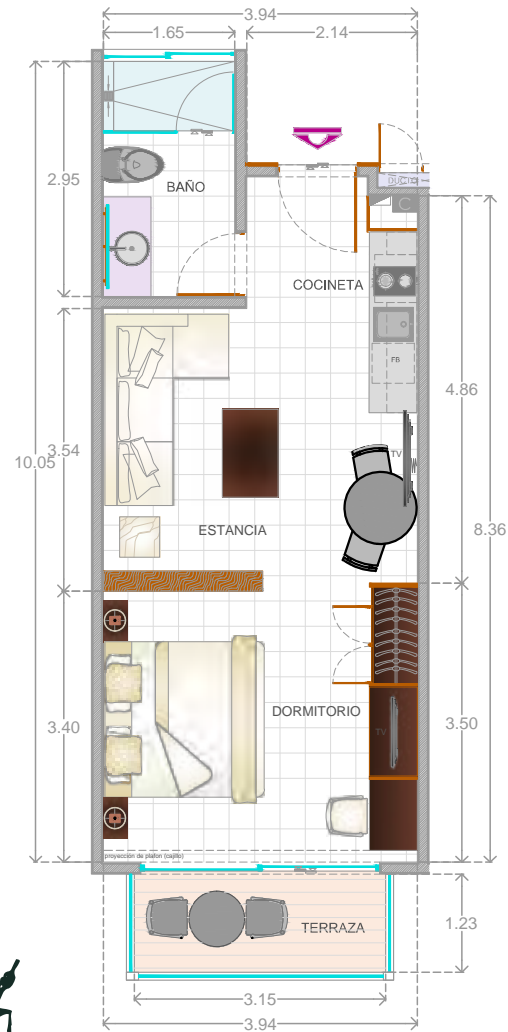 3.94
1.65
2.14
2.95
BAÑO
DUCTO
C
COCINETA
FB
4.86
TV
10.05
3.54
8.36
ESTANCIA
DORMITORIO
TV
3.40
3.50
proyección de plafon (cajillo)
TERRAZA
1.23
3.15
3.94